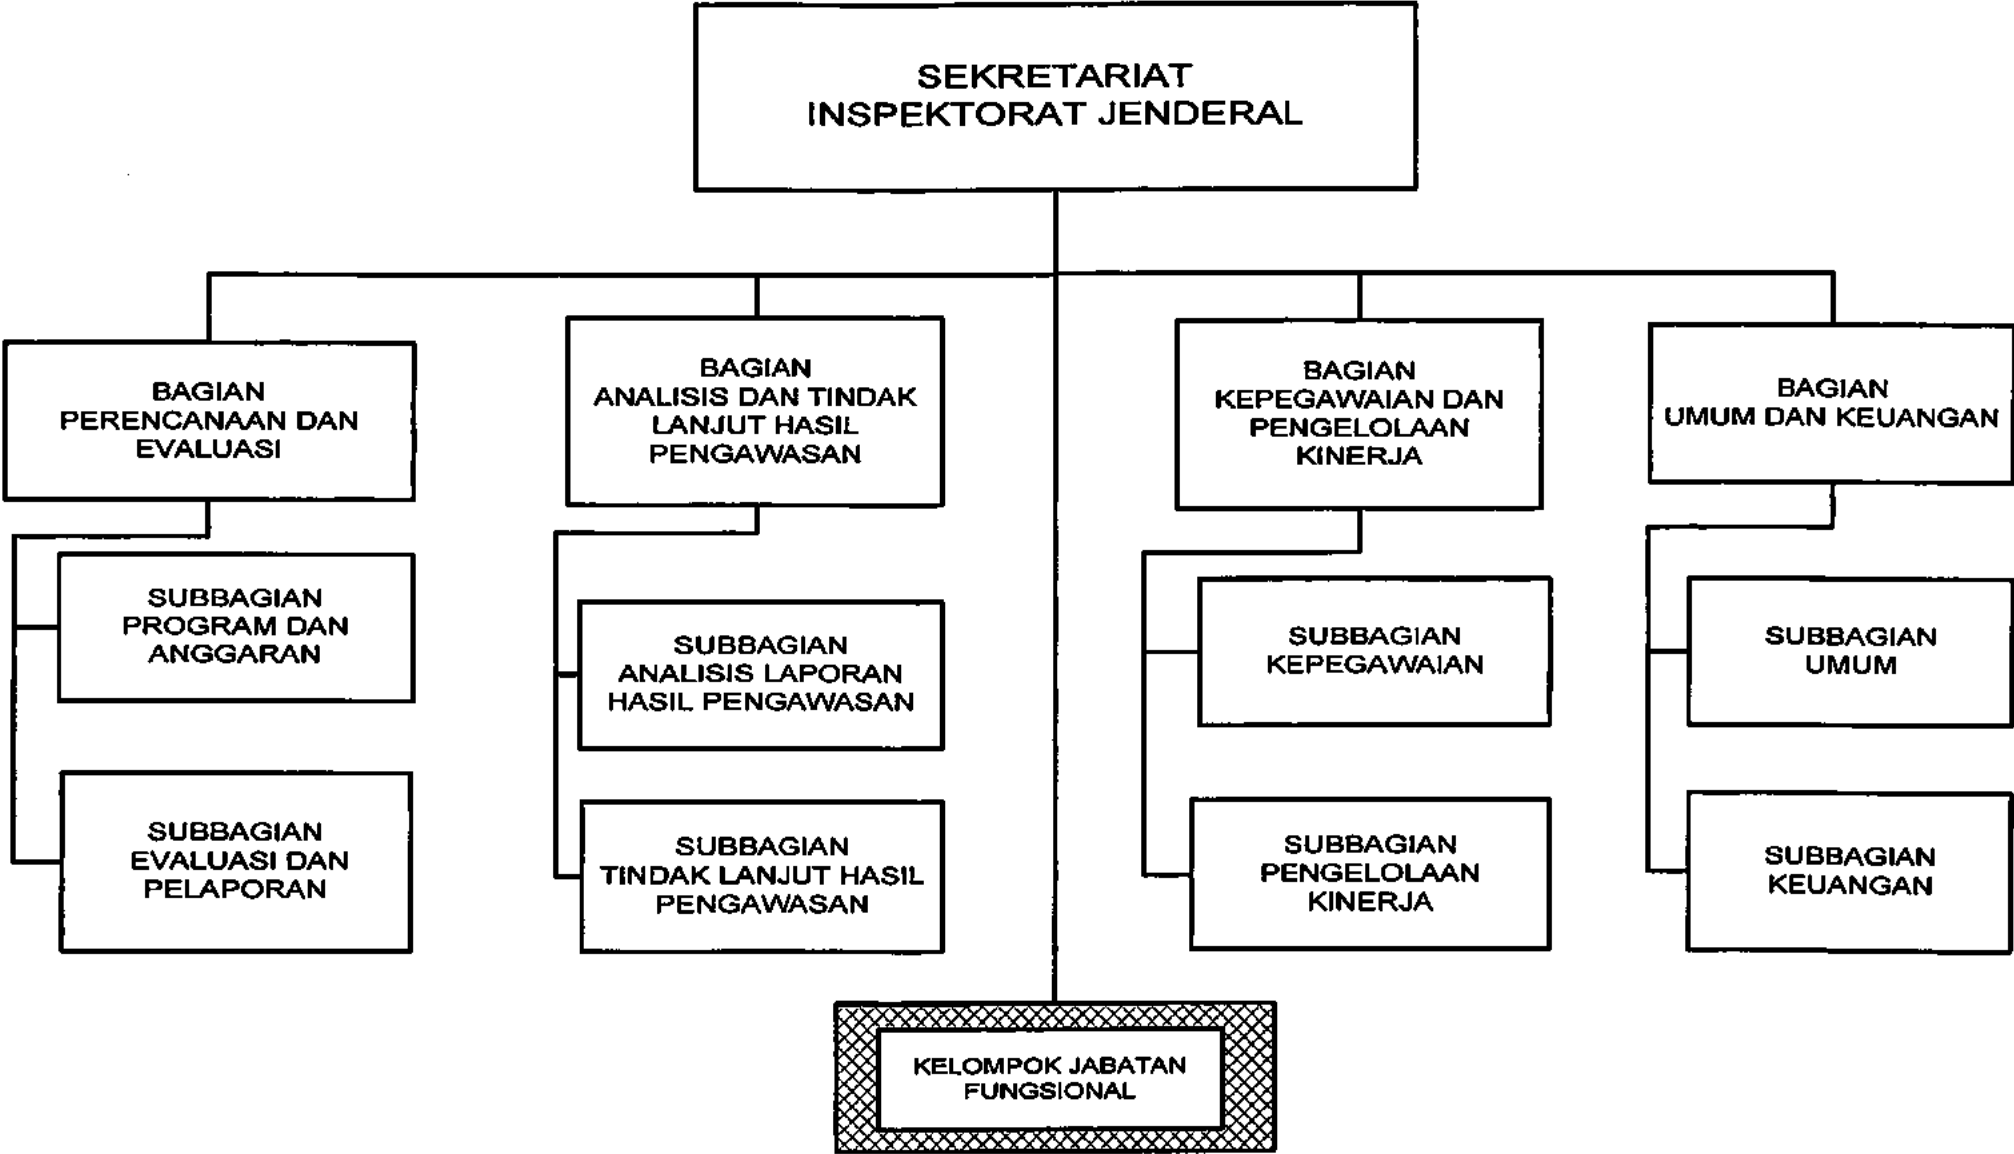 SEKRETARIAT
INSPEKTORAT JENDERAL
BAGIAN
PERENCANAAN DAN
EVALUASI
BAGIAN
ANALISIS DAN TINDAK
LANJUT HASIL
PENGAWASAN
BAGIAN
KEPEGAWAIAN DAN
PENGELOLAAN
KINERJA
BAGIAN
UMUM DAN KEUANGAN
SUBBAGIAN
PROGRAM DAN
ANGGARAN
SUBBAGIAN
ANALISIS LAPORAN
HASIL PENGAWASAN
SUBBAGIAN
KEPEGAWAIAN
SUBBAGIAN
UMUM
SUBBAGIAN
EVALUASI DAN
PELAPORAN
SUBBAGIAN
TINDAK LANJUT HASIL
PENGAWASAN
SUBBAGIAN
PENGELOLAAN
KINERJA
SUBBAGIAN
KEUANGAN
KELOMPOK JABATAN
FUNGSIONAL